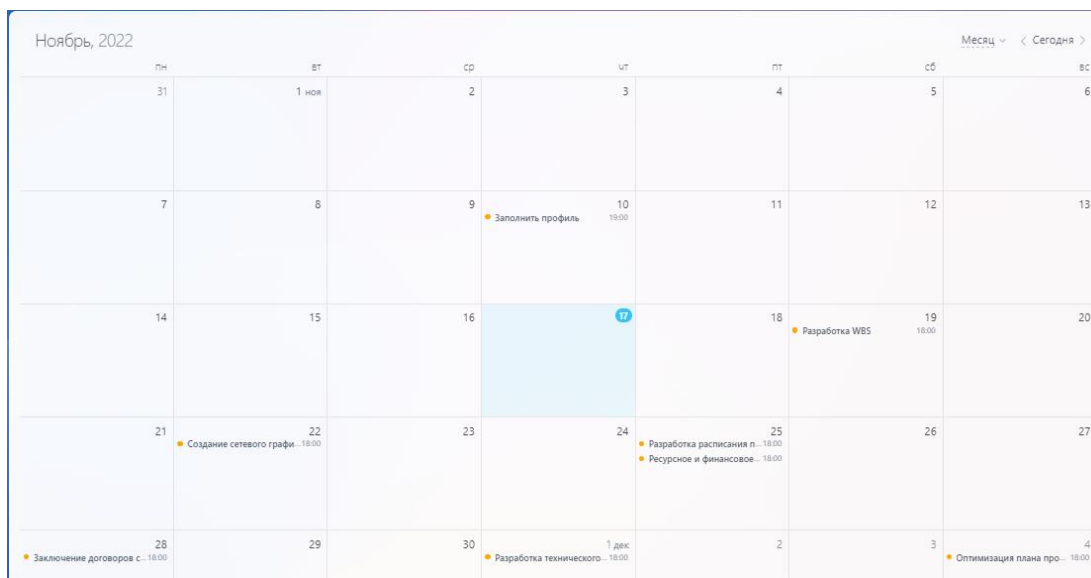 Ноябрь, 2022
Месяц
Сегодня
пн вт ср чт пт сб вс
31 1 ноя 2 3 4 5 6
7 8 9 10 11 12 13
Заполнить профиль 19:00
14 15 16 17 18 19 20
Разработка WBS 18:00
21 22 23 24 25 26 27
Создание сетевого графи... 18:00
Разработка расписания п... 18:00
Ресурсное и финансовое... 18:00
28 29 30 1 дек 2 3 4
Заключение договоров с... 18:00
Разработка технического... 18:00
Оптимизация плана про... 18:00